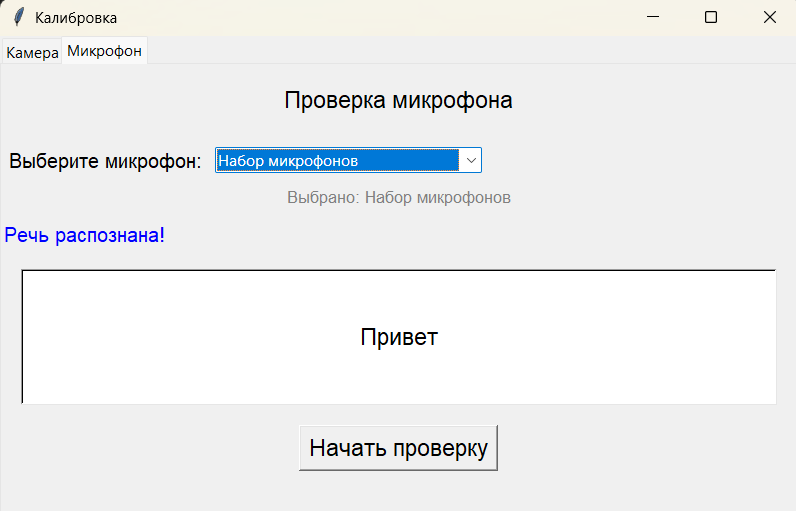 Калибровка
Камера Микрофон
Проверка микрофона
Выберите микрофон: Набор микрофонов
Выбрано: Набор микрофонов
Речь распознана!
Привет
Начать проверку